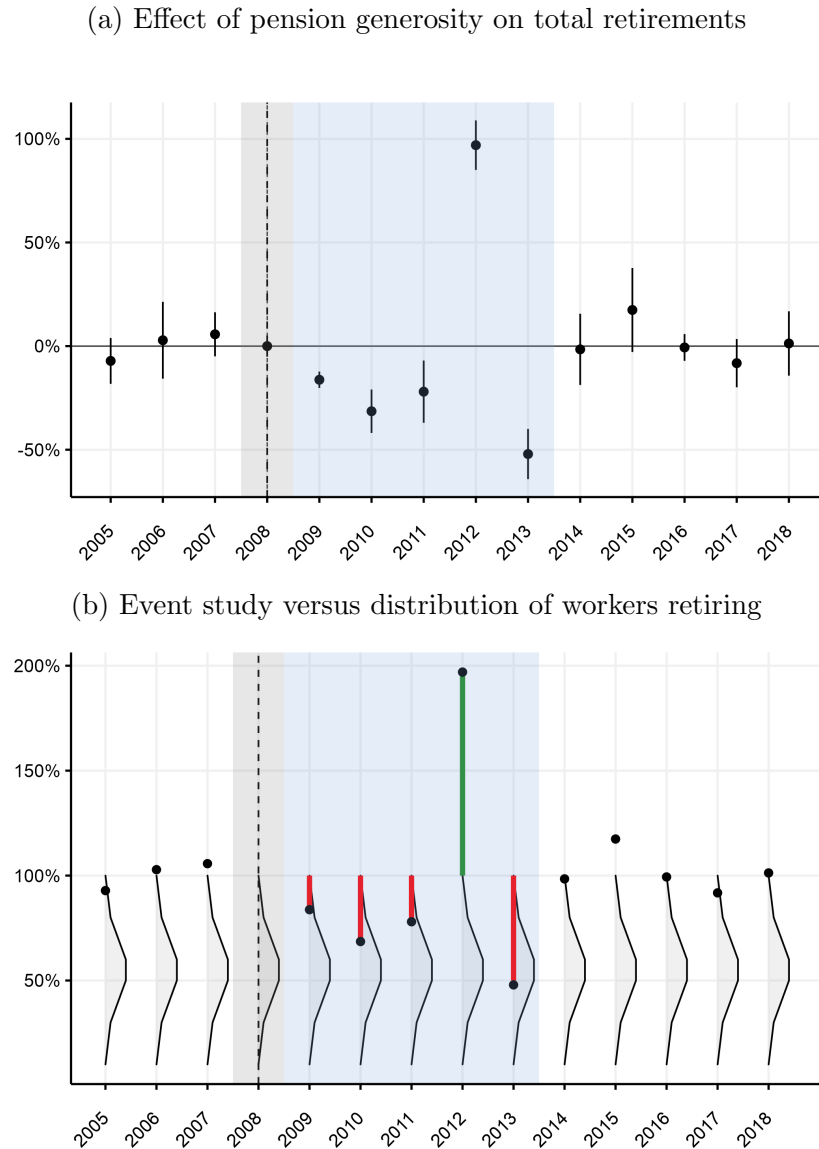 (a) Effect of pension generosity on total retirements
100%
50%
0%
-50%
2005 2006 2007 2008 2009 2010 2011 2012 2013 2014 2015 2016 2017 2018
(b) Event study versus distribution of workers retiring
200%
150%
100%
50%
2005 2006 2007 2008 2009 2010 2011 2012 2013 2014 2015 2016 2017 2018